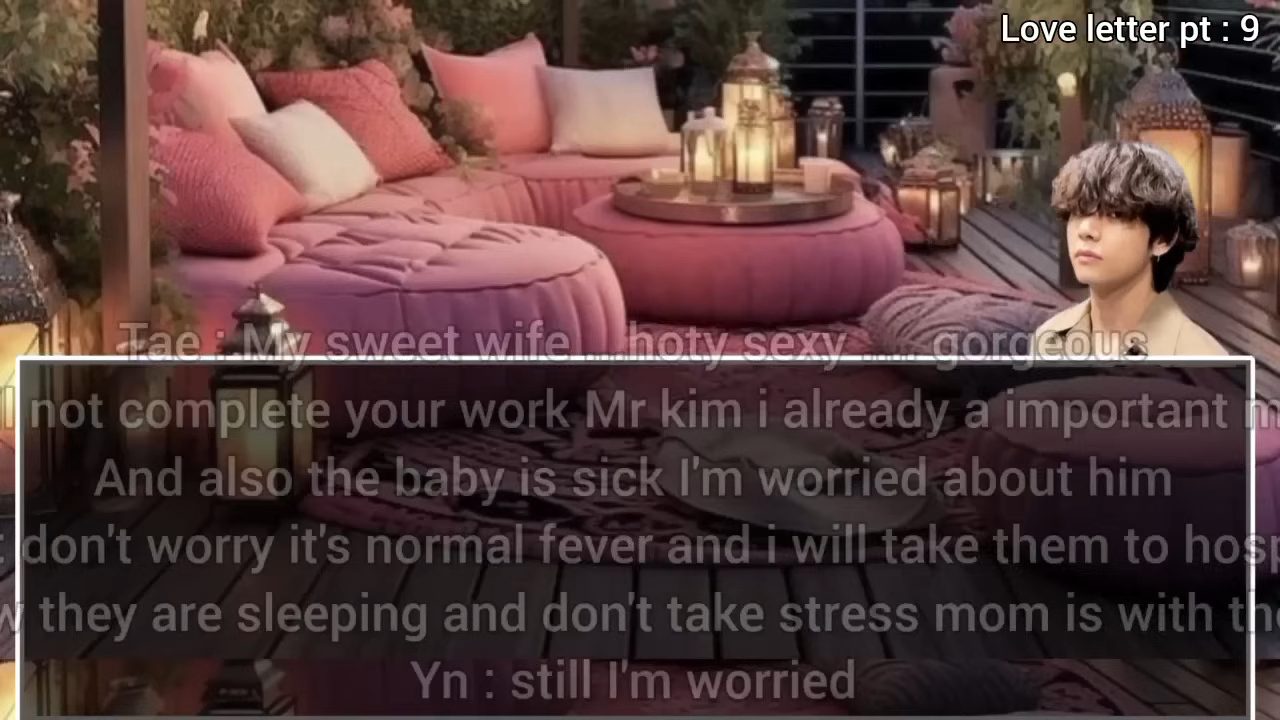 Love letter pt : 9
Tae : My sweet wife ....hoty sexy ..... gorgeous
not complete your work Mr kim i already a important
And also the baby is sick I'm worried about him
don't worry it's normal fever and i will take them to
they are sleeping and don't take stress mom is with
Yn : still I'm worried